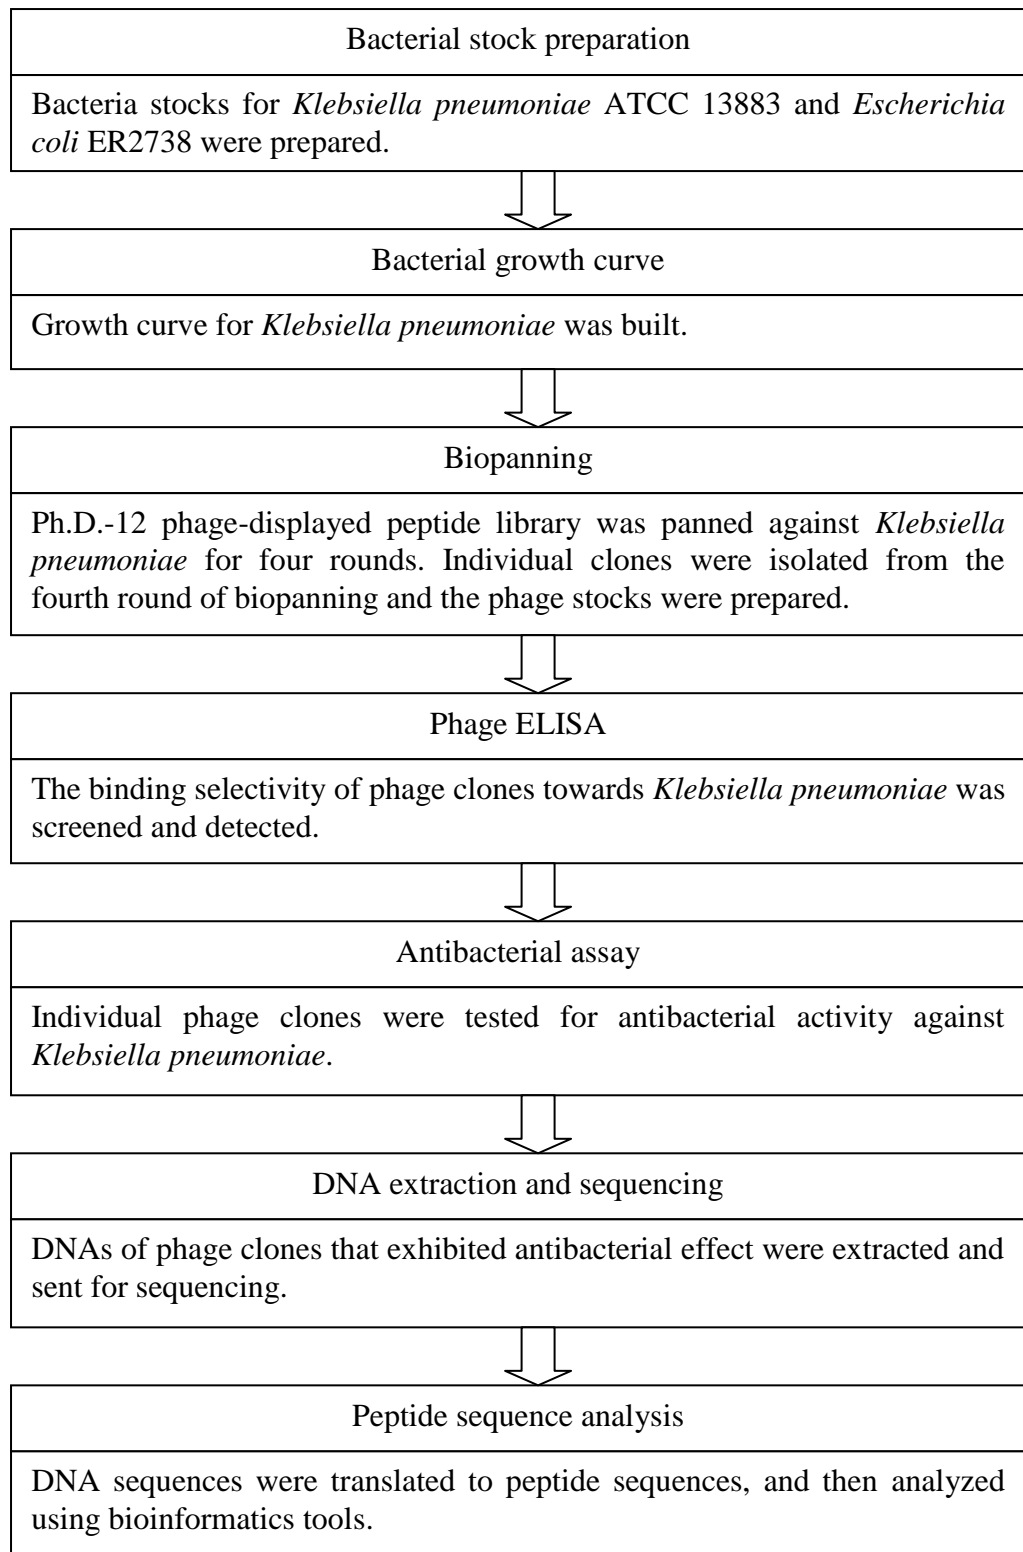 Bacterial stock preparation
Bacteria stocks for Klebsiella pneumoniae ATCC 13883 and Escherichia
coli ER2738 were prepared.
Bacterial growth curve
Growth curve for Klebsiella pneumoniae was built.
Biopanning
Ph.D.-12 phage-displayed peptide library was panned against Klebsiella
pneumoniae for four rounds. Individual clones were isolated from the
fourth round of biopanning and the phage stocks were prepared.
Phage ELISA
The binding selectivity of phage clones towards Klebsiella pneumoniae was
screened and detected.
Antibacterial assay
Individual phage clones were tested for antibacterial activity against
Klebsiella pneumoniae.
DNA extraction and sequencing
DNAs of phage clones that exhibited antibacterial effect were extracted and
sent for sequencing.
Peptide sequence analysis
DNA sequences were translated to peptide sequences, and then analyzed
using bioinformatics tools.